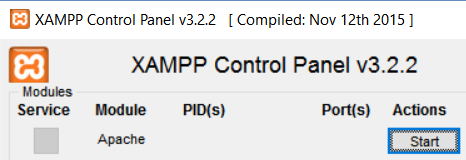 XAMPP Control Panel v3.2.2 [ Compiled: Nov 12th 2015 ]
XAMPP Control Panel v3.2.2
Modules
Service Module PID(s) Port(s) Actions
Apache Start